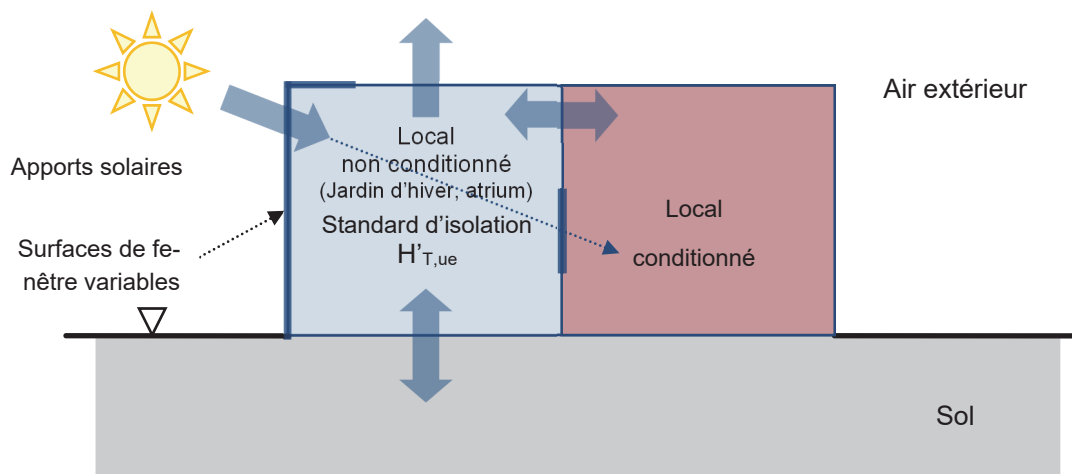 Air extérieur
Apports solaires
Local
non conditionné
(Jardin d'hiver, atrium)
Standard d'isolation
H'T,ue
Surfaces de fe-
nêtre variables
Local
conditionné
Sol